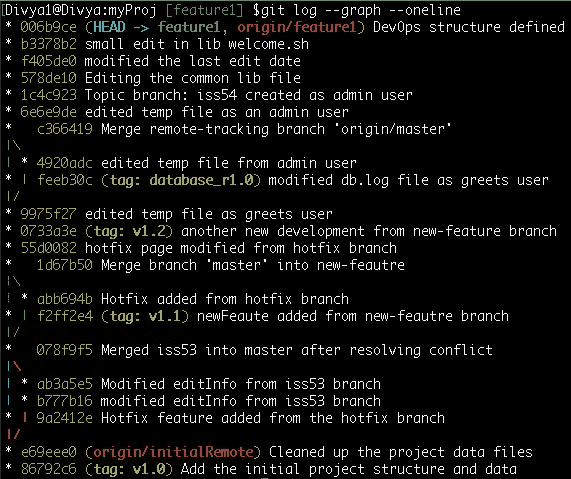 [Divya1@Divya:myProj [feature1] $git log --graph --oneline
* 006b9ce (HEAD -> feature1, origin/feature1) DevOps structure defined
* b3378b2 small edit in lib welcome.sh
* f405de0 modified the last edit date
* 578de10 Editing the common lib file
* 1c4c923 Topic branch: iss54 created as admin user
* 6e6e9de edited temp file as an admin user
*   c366419 Merge remote-tracking branch 'origin/master'
|\
| * 4920adc edited temp file from admin user
* | feeb30c (tag: database_r1.0) modified db.log file as greets user
|/
* 9975f27 edited temp file as greets user
* 0733a3e (tag: v1.2) another new development from new-feature branch
* 55d0082 hotfix page modified from hotfix branch
*   1d67b50 Merge branch 'master' into new-feautre
|\
| * abb694b Hotfix added from hotfix branch
* | f2ff2e4 (tag: v1.1) newFeaute added from new-feautre branch
|/
*   078f9f5 Merged iss53 into master after resolving conflict
|\
| * ab3a5e5 Modified editInfo from iss53 branch
| * b777b16 modified editInfo from iss53 branch
* | 9a2412e Hotfix feature added from the hotfix branch
|/
* e69eee0 (origin/initialRemote) Cleaned up the project data files
* 86792c6 (tag: v1.0) Add the initial project structure and data